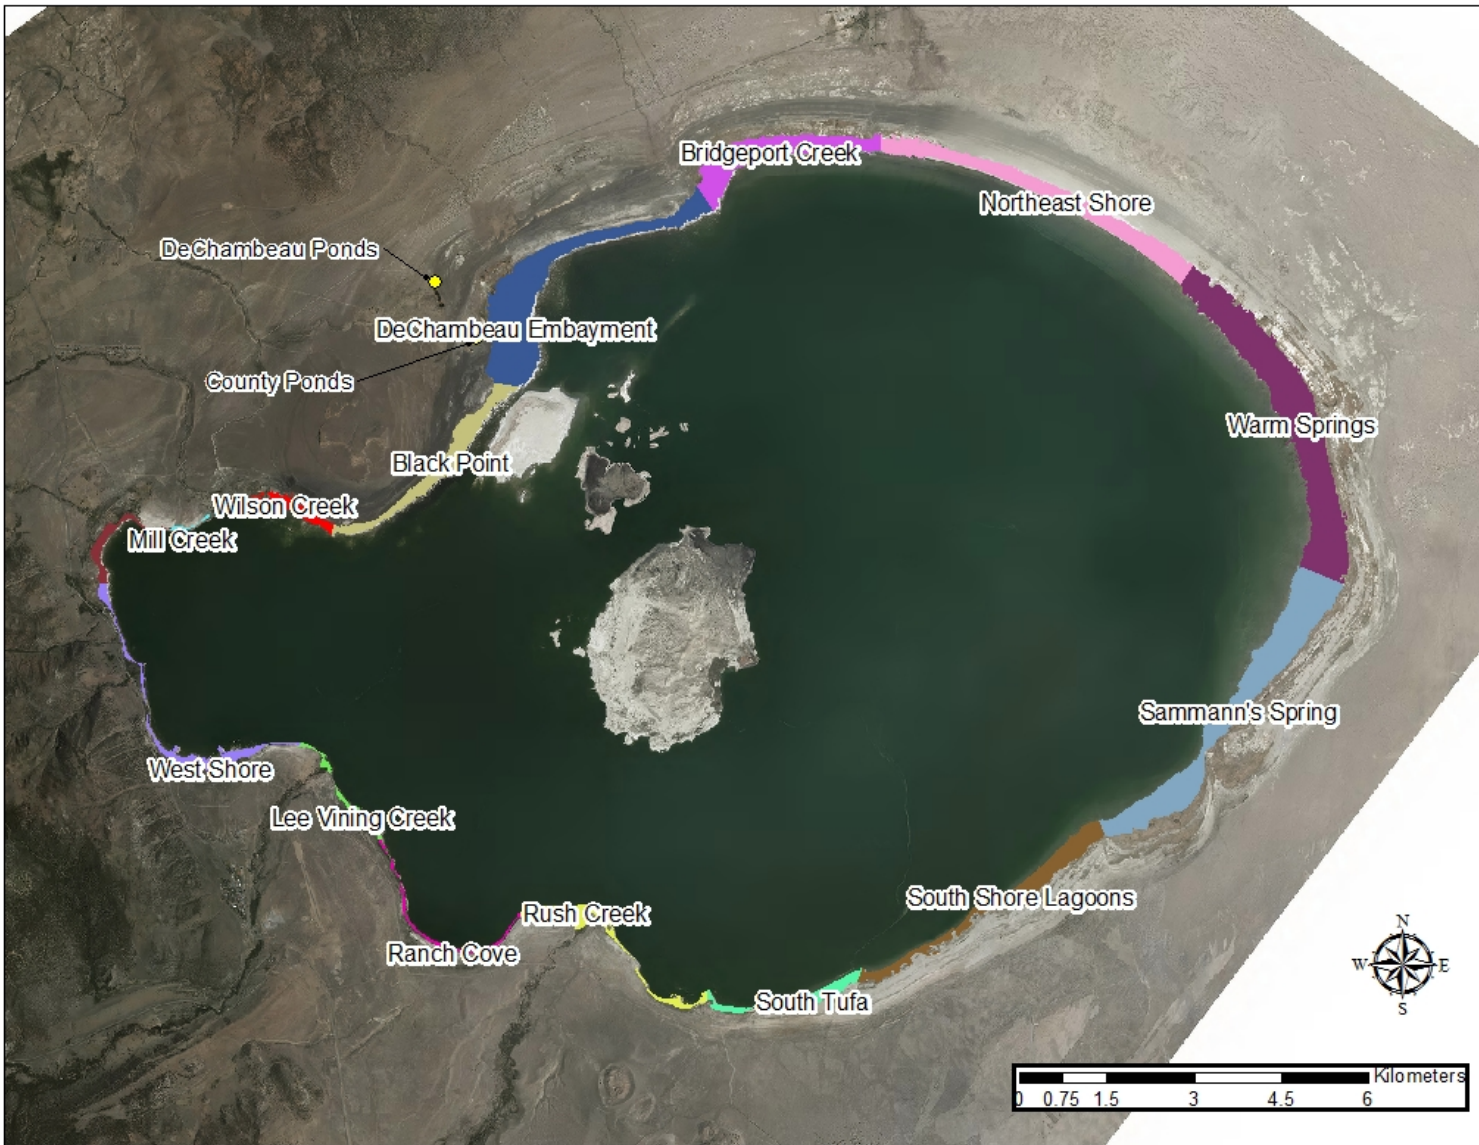 Bridgeport Creek
Northeast Shore
DeChambeau Ponds
DeChambeau Embayment
County Ponds
Warm Springs
Black Point
Wilson Creek
Mill Creek
Sammann's Spring
West Shore
Lee Vining Creek
South Shore Lagoons
Rush Creek
Ranch Cove
South Tufa
N
W E
S
Kilometers
0 0.75 1.5 3 4.5 6